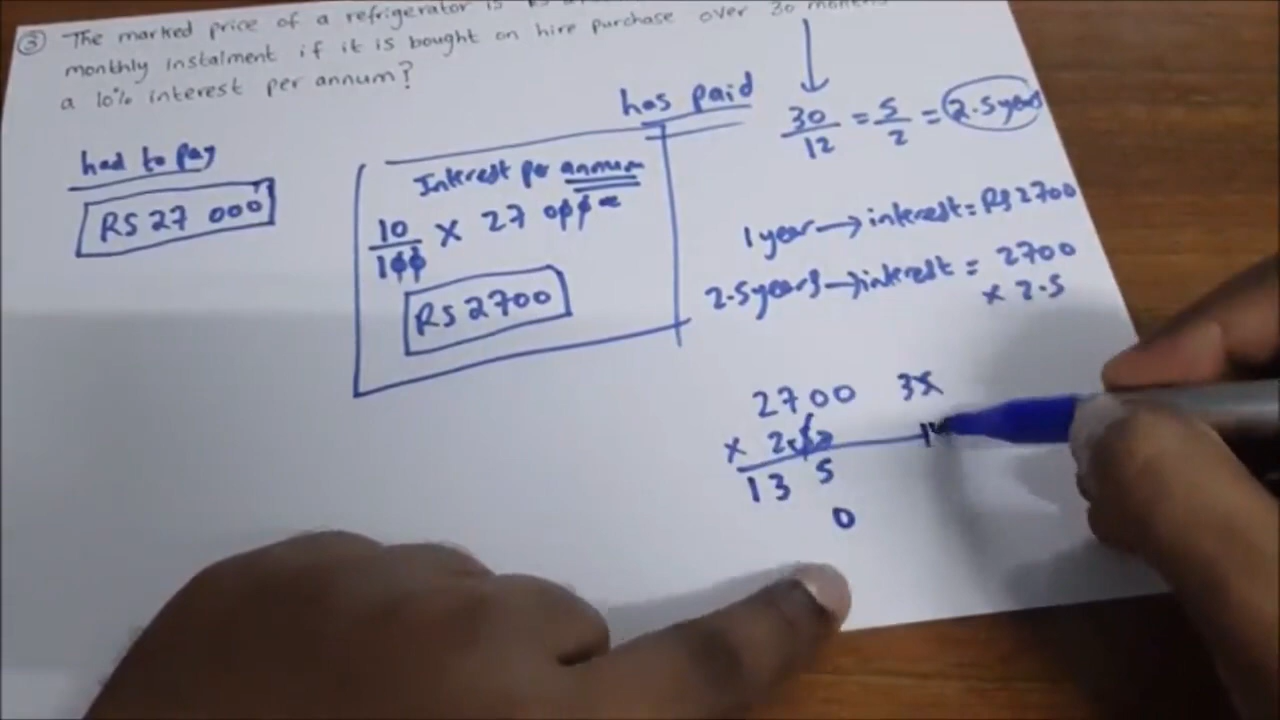 ③ The marked price of a refrigerator is
monthly instalment if it is bought on hire purchase over 30 months
a 10% interest per annum?
had to pay
RS 27 000
has paid
Interest per annum
10/100 × 27 000
RS 2700
30/12 = 5/2 = 2.5 years
1 year → interest = RS 2700
2.5 years → interest = 2700
× 2.5
2700
× 2.5
13 5
0